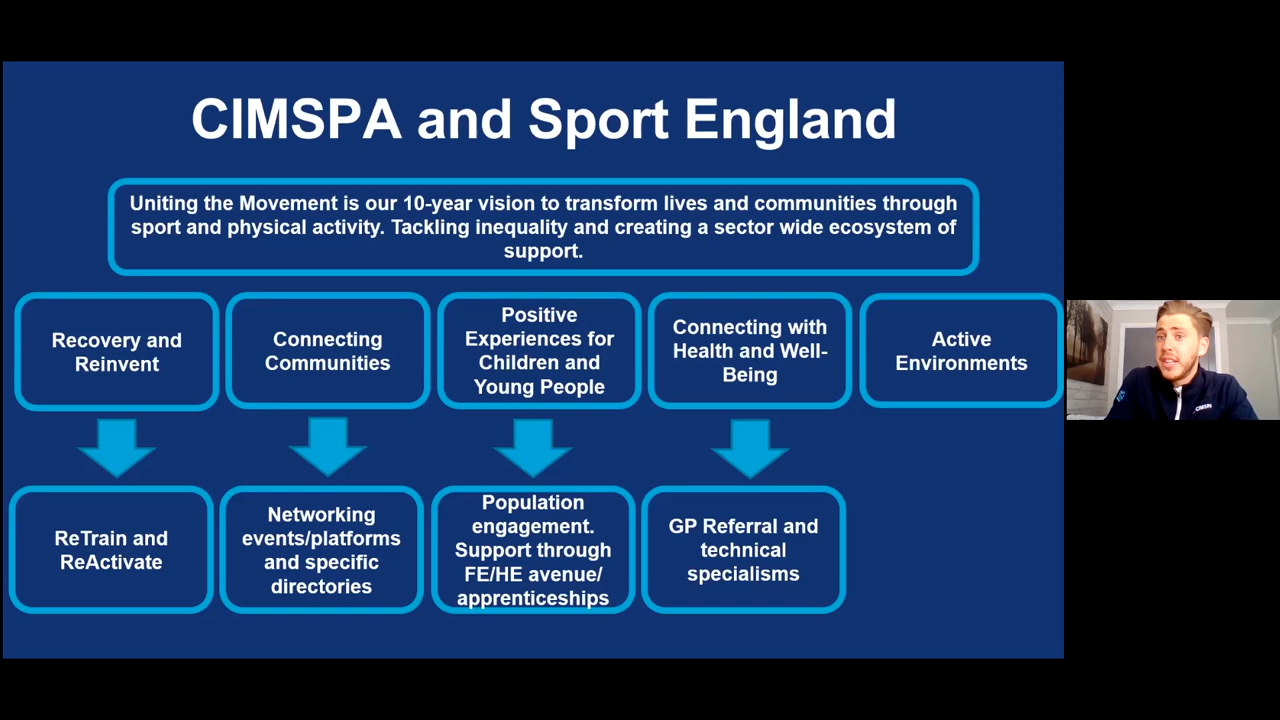 CIMSPA and Sport England
Uniting the Movement is our 10-year vision to transform lives and communities through
sport and physical activity. Tackling inequality and creating a sector wide ecosystem of
support.
Recovery and
Reinvent
Connecting
Communities
Positive
Experiences for
Children and
Young People
Connecting with
Health and Well-
Being
Active
Environments
ReTrain and
ReActivate
Networking
events/platforms
and specific
directories
Population
engagement.
Support through
FE/HE avenue/
apprenticeships
GP Referral and
technical
specialisms
CIMSPA